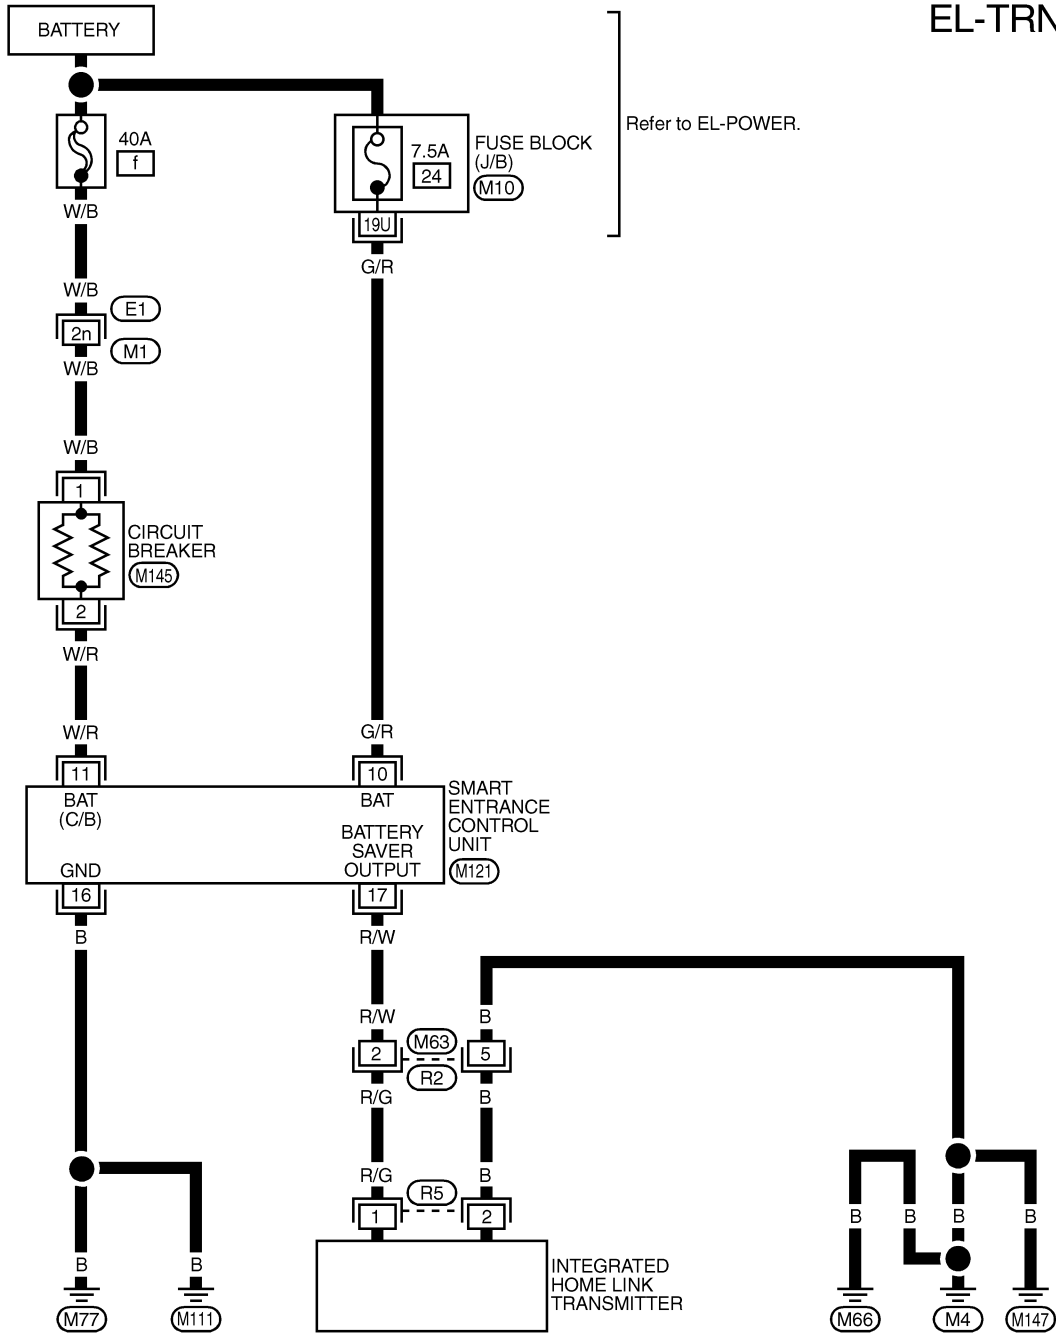 EL-TRN
BATTERY
Refer to EL-POWER.
40A
f
7.5A
24
FUSE BLOCK
(J/B)
M10
W/B
19U
G/R
W/B
E1
2n
M1
W/B
W/B
1
CIRCUIT
BREAKER
M145
2
W/R
W/R
G/R
11
10
BAT
(C/B)
BAT
SMART
ENTRANCE
CONTROL
UNIT
M121
BATTERY
SAVER
OUTPUT
GND
16
17
B
R/W
R/W
B
2
M63
5
R2
R/G
B
R/G
B
R5
1
2
B
B
B
B
B
B
INTEGRATED
HOME LINK
TRANSMITTER
M77
M111
M66
M4
M147